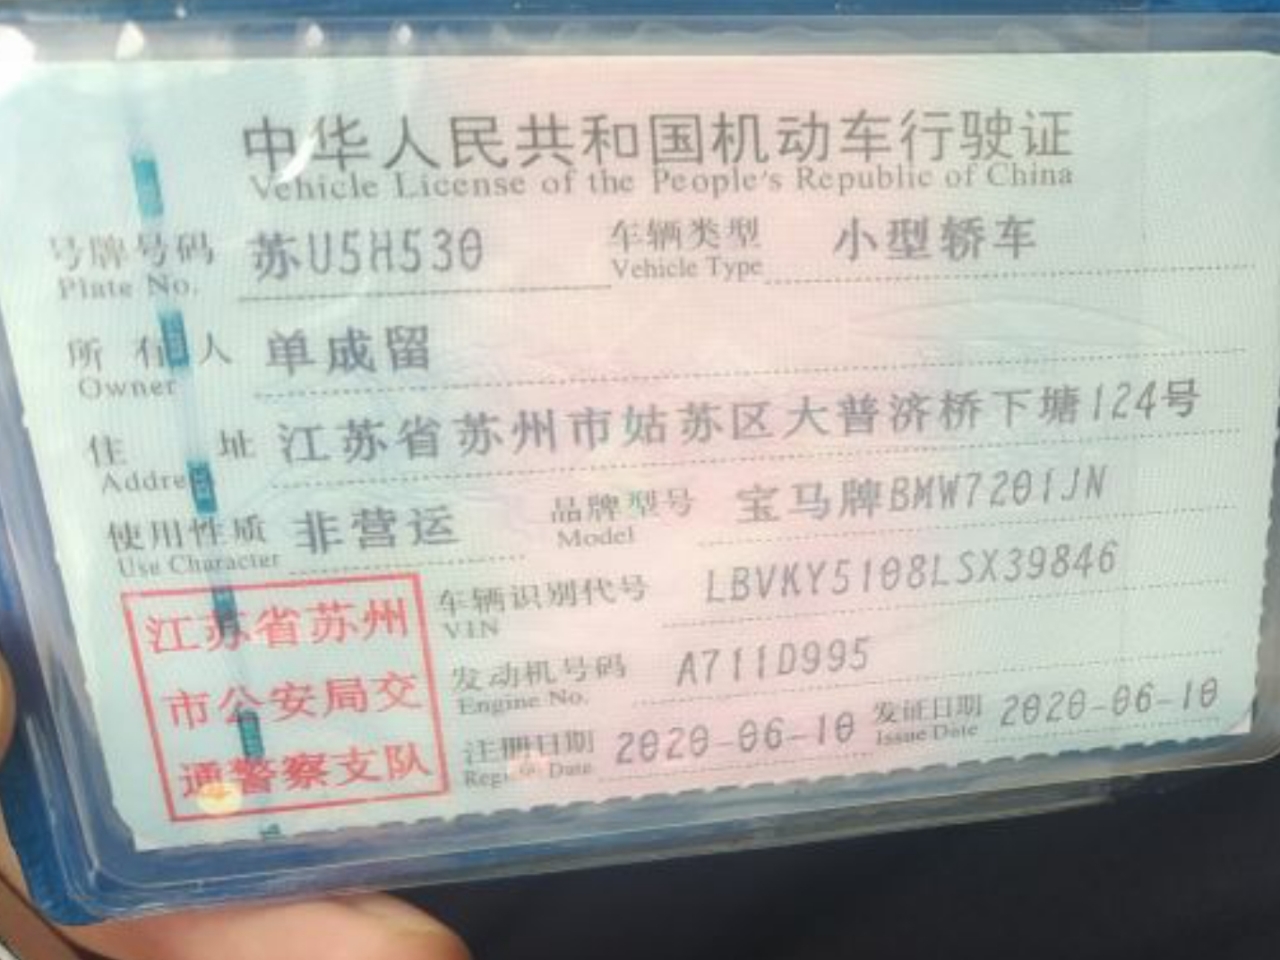 中华人民共和国机动车行驶证
Vehicle License of the People's Republic of China
号牌号码 苏U5H530 车辆类型 小型轿车
Plate No. Vehicle Type
所有人 单成留
Owner
住址 江苏省苏州市姑苏区大普济桥下塘124号
Addre
使用性质 非营运 品牌型号 宝马牌BMW7201JN
Use Character Model
江苏省苏州
市公安局交
通警察支队
车辆识别代号 LBVKY5108LSX39846
VIN
发动机号码 A711D995
Engine No.
注册日期 2020-06-10 发证日期 2020-06-10
Date Issue Date